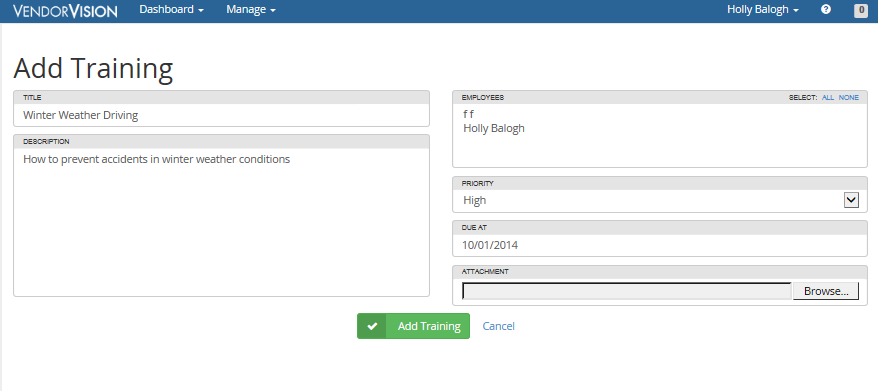 VENDORVISION Dashboard Manage Holly Balogh ? 0
Add Training
TITLE
Winter Weather Driving
DESCRIPTION
How to prevent accidents in winter weather conditions
EMPLOYEES SELECT: ALL NONE
f f
Holly Balogh
PRIORITY
High
DUE AT
10/01/2014
ATTACHMENT
Browse...
Add Training Cancel